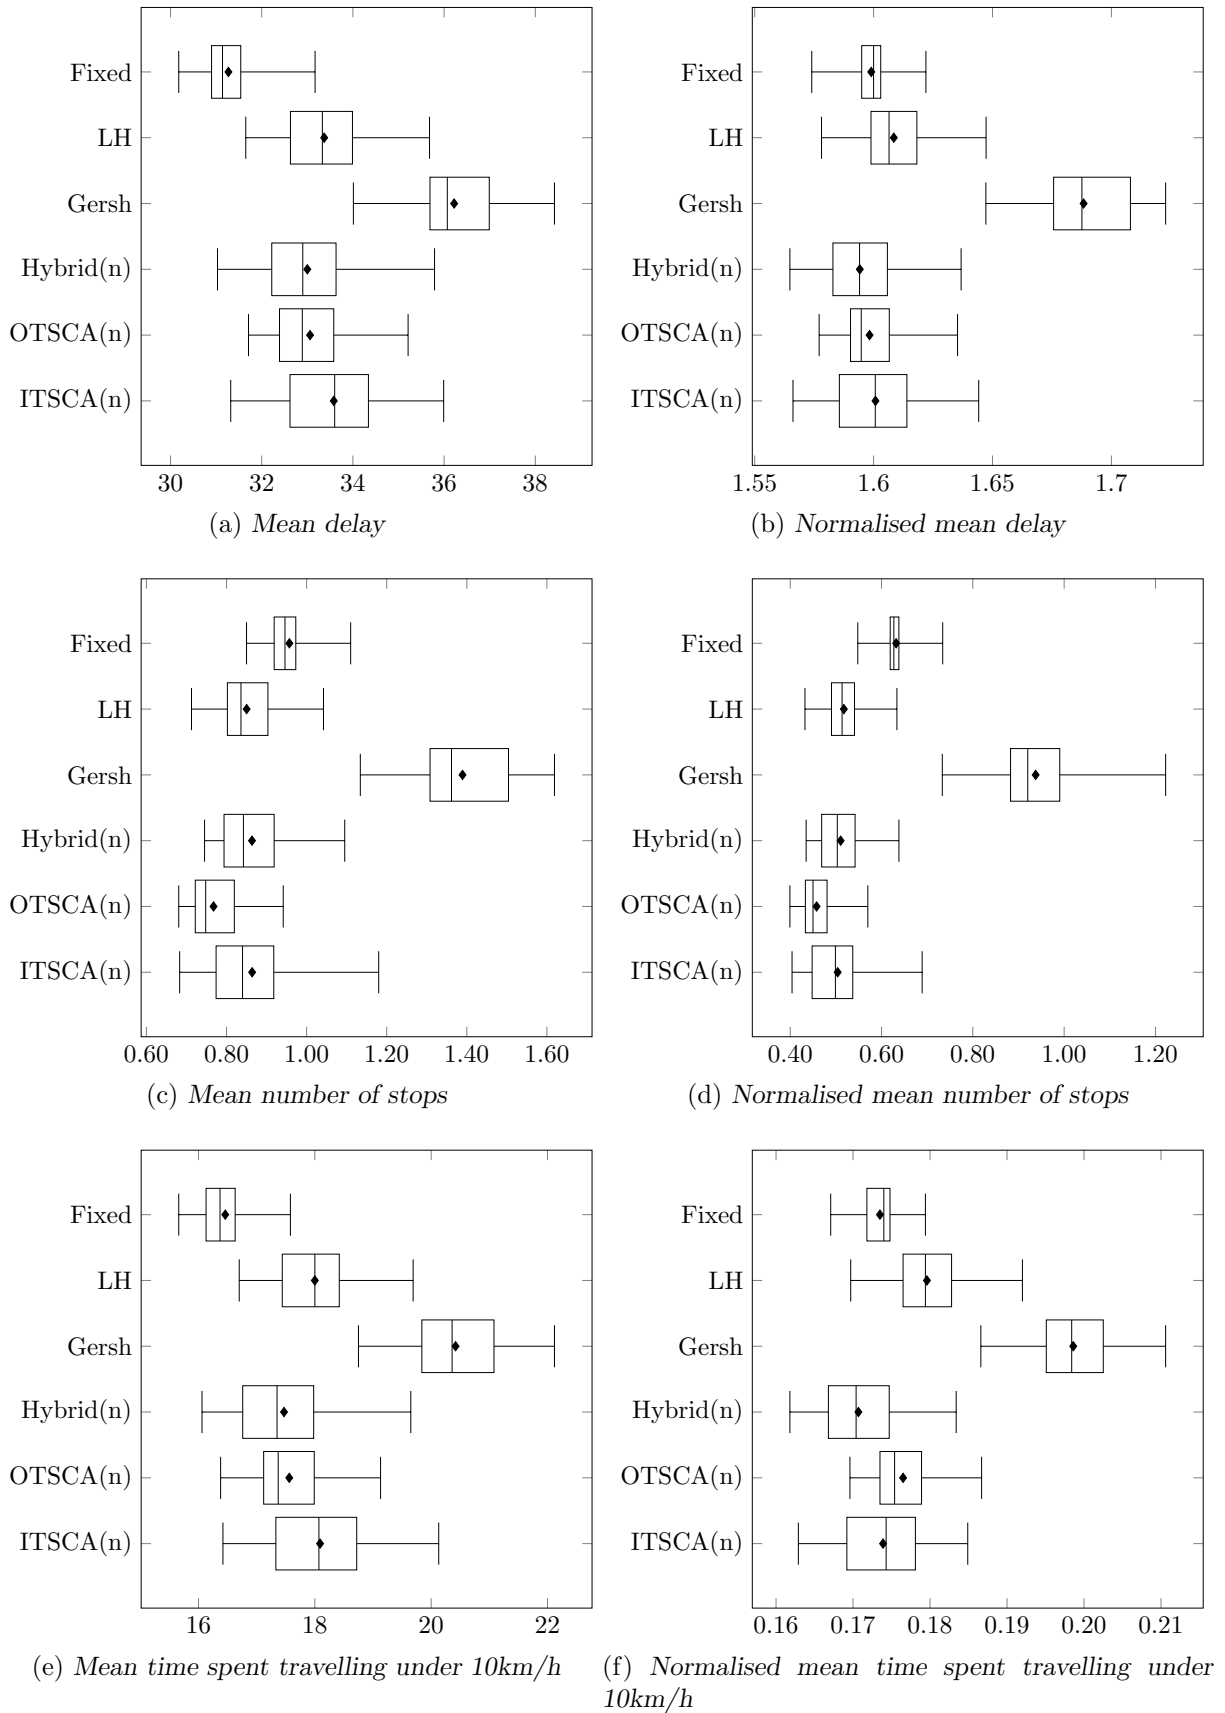 Fixed
LH
Gersh
Hybrid(n)
OTSCA(n)
ITSCA(n)
30 32 34 36 38
(a) Mean delay
Fixed
LH
Gersh
Hybrid(n)
OTSCA(n)
ITSCA(n)
1.55 1.6 1.65 1.7
(b) Normalised mean delay
Fixed
LH
Gersh
Hybrid(n)
OTSCA(n)
ITSCA(n)
0.60 0.80 1.00 1.20 1.40 1.60
(c) Mean number of stops
Fixed
LH
Gersh
Hybrid(n)
OTSCA(n)
ITSCA(n)
0.40 0.60 0.80 1.00 1.20
(d) Normalised mean number of stops
Fixed
LH
Gersh
Hybrid(n)
OTSCA(n)
ITSCA(n)
16 18 20 22
(e) Mean time spent travelling under 10km/h
Fixed
LH
Gersh
Hybrid(n)
OTSCA(n)
ITSCA(n)
0.16 0.17 0.18 0.19 0.20 0.21
(f) Normalised mean time spent travelling under
10km/h